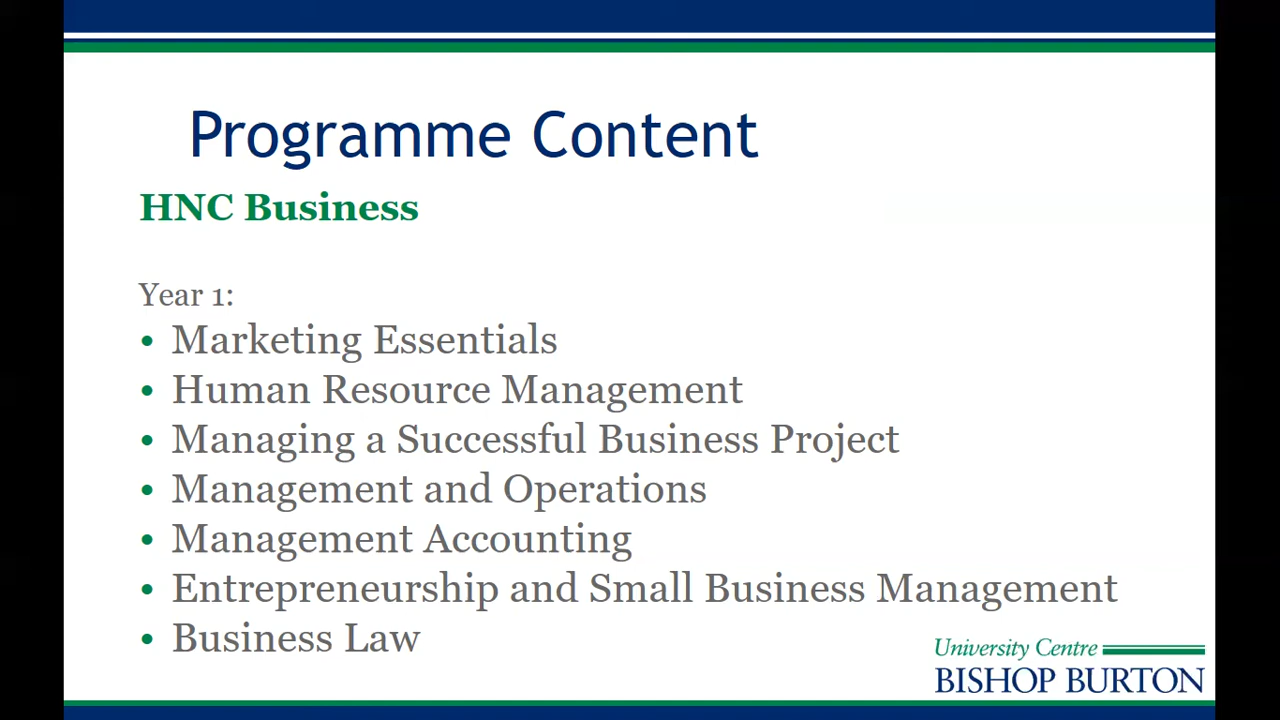 Programme Content
HNC Business
Year 1:
• Marketing Essentials
• Human Resource Management
• Managing a Successful Business Project
• Management and Operations
• Management Accounting
• Entrepreneurship and Small Business Management
• Business Law
University Centre
BISHOP BURTON